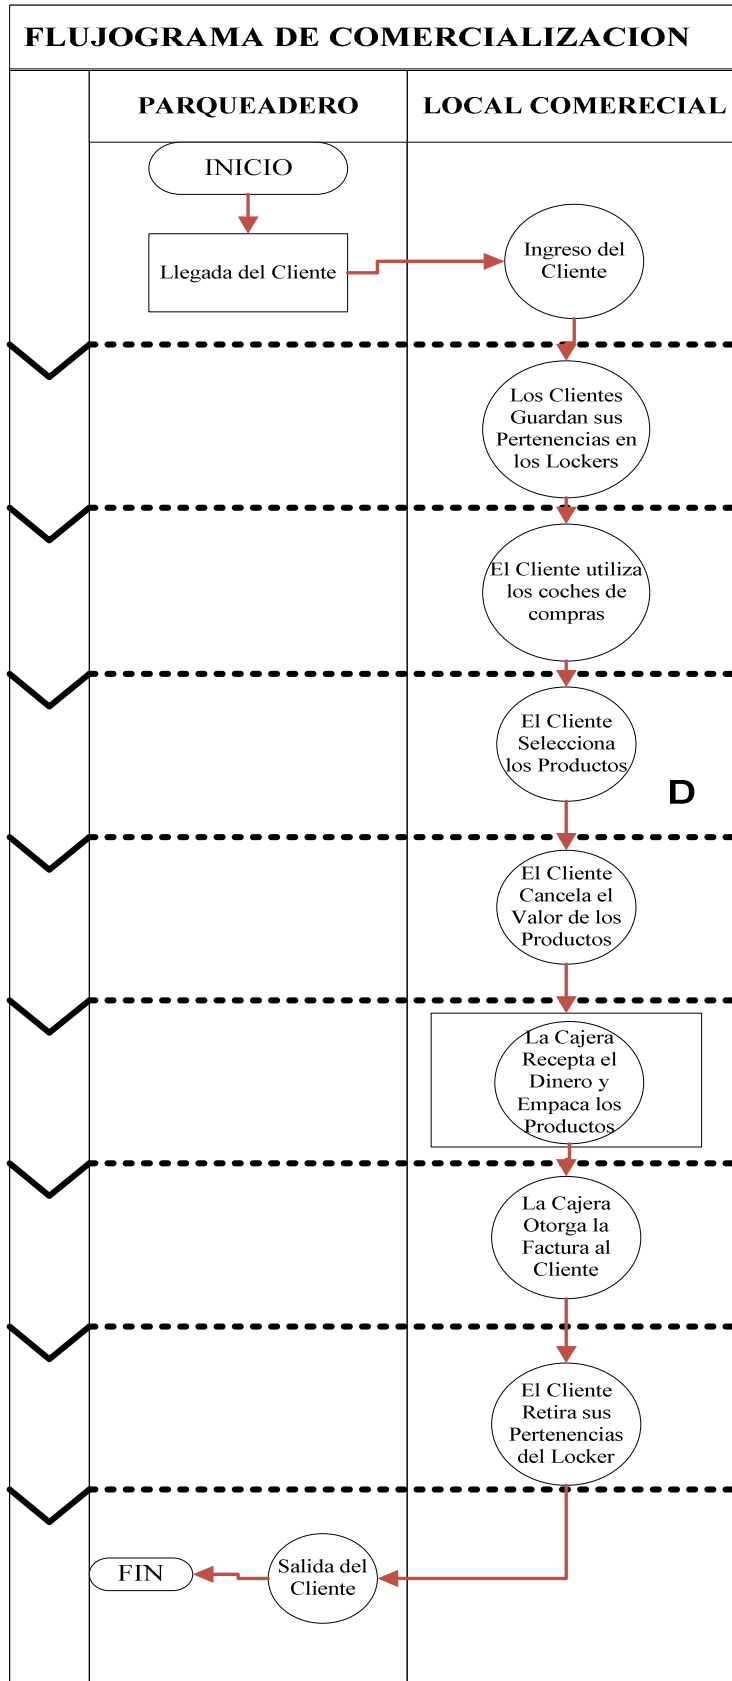 FLUJOGRAMA DE COMERCIALIZACION
PARQUEADERO
LOCAL COMERECIAL
INICIO
Llegada del Cliente
Ingreso del
Cliente
Los Clientes
Guardan sus
Pertenencias en
los Lockers
El Cliente utiliza
los coches de
compras
El Cliente
Selecciona
los Productos
D
El Cliente
Cancela el
Valor de los
Productos
La Cajera
Recepta el
Dinero y
Empaca los
Productos
La Cajera
Otorga la
Factura al
Cliente
El Cliente
Retira sus
Pertenencias
del Locker
FIN
Salida del
Cliente